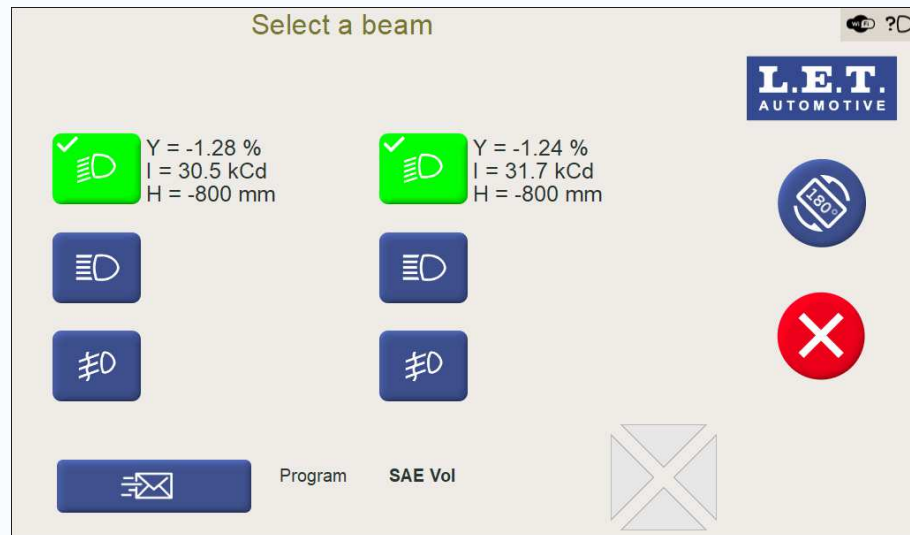 Select a beam
WiFi ?
L.E.T.
AUTOMOTIVE
Y = -1.28 %
I = 30.5 kCd
H = -800 mm
Y = -1.24 %
I = 31.7 kCd
H = -800 mm
180°
Program SAE Vol